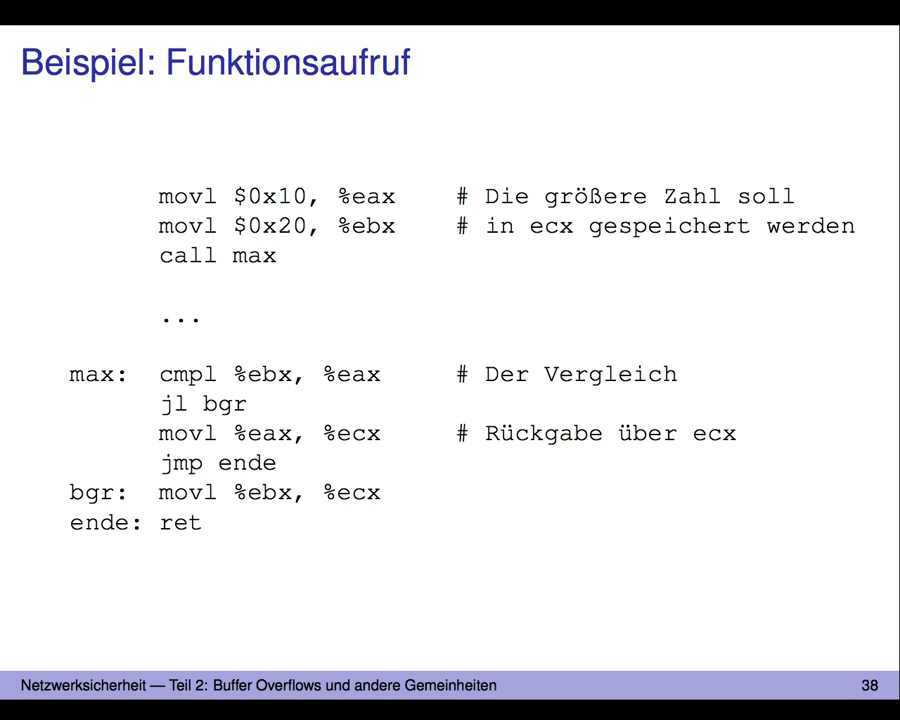 Beispiel: Funktionsaufruf
movl $0x10, %eax # Die größere Zahl soll
movl $0x20, %ebx # in ecx gespeichert werden
call max
...
max: cmpl %ebx, %eax # Der Vergleich
jl bgr
movl %eax, %ecx # Rückgabe über ecx
jmp ende
bgr: movl %ebx, %ecx
ende: ret
Netzwerksicherheit — Teil 2: Buffer Overflows und andere Gemeinheiten 38